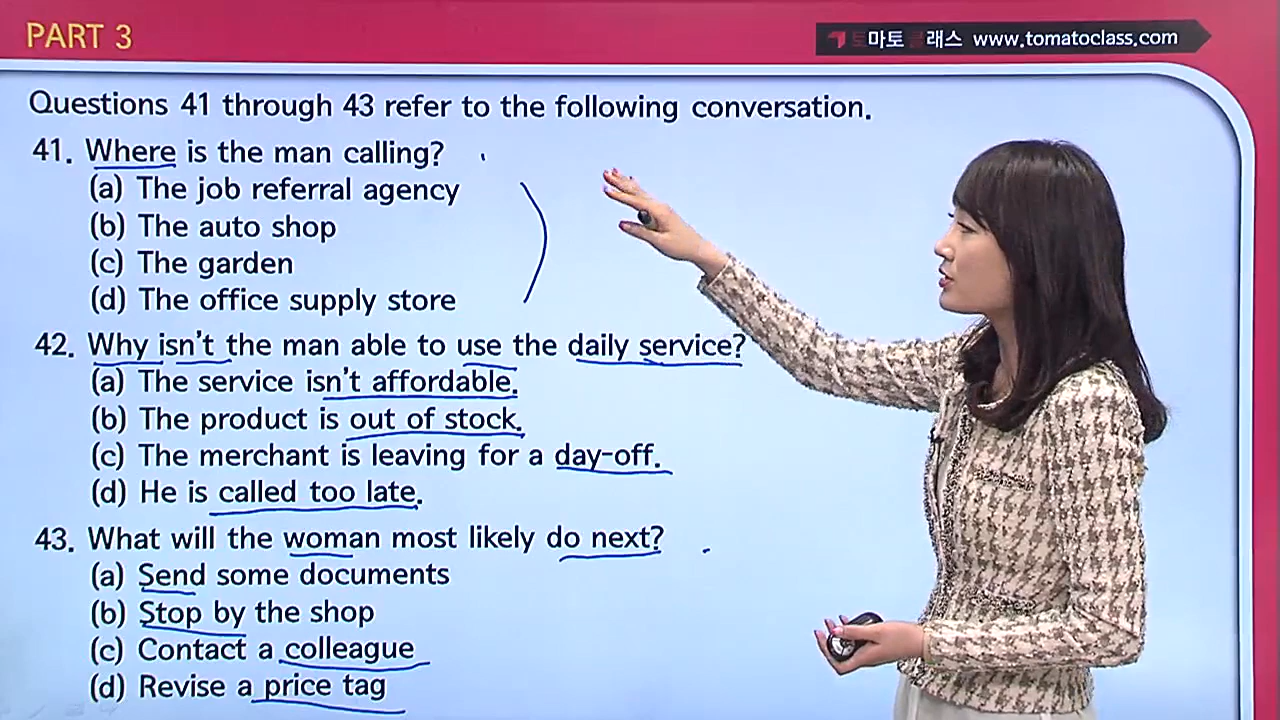 PART 3
토마토클래스 www.tomatoclass.com
Questions 41 through 43 refer to the following conversation.
41. Where is the man calling?
(a) The job referral agency
(b) The auto shop
(c) The garden
(d) The office supply store
42. Why isn't the man able to use the daily service?
(a) The service isn't affordable.
(b) The product is out of stock.
(c) The merchant is leaving for a day-off.
(d) He is called too late.
43. What will the woman most likely do next?
(a) Send some documents
(b) Stop by the shop
(c) Contact a colleague
(d) Revise a price tag